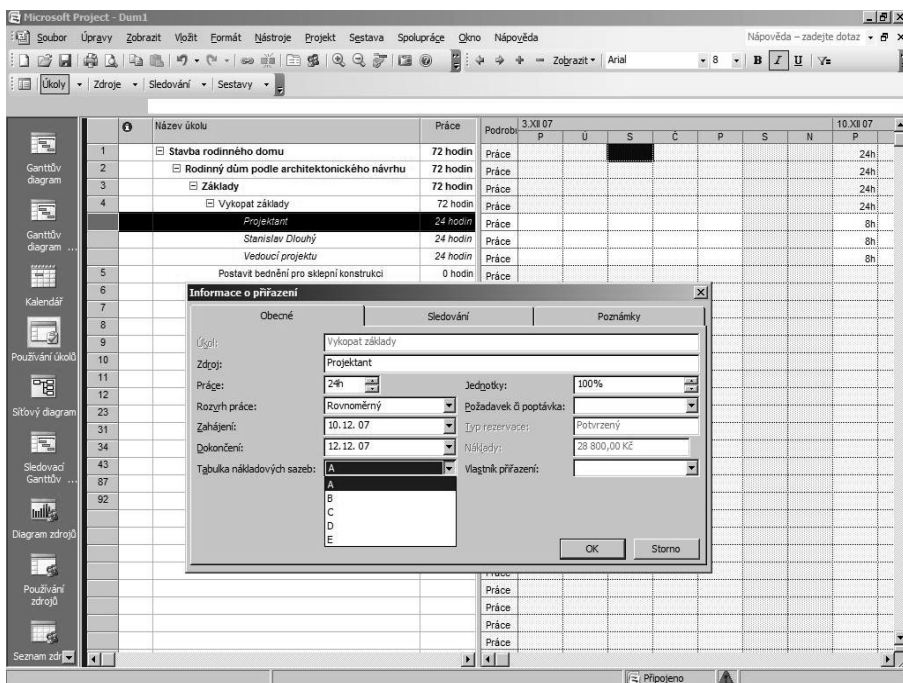 Microsoft Project - Dum1
Soubor Úpravy Zobrazit Vložit Formát Nástroje Projekt Sestava Spolupráce Okno Nápověda Nápověda – zadejte dotaz
Zobrazit Arial 8 B I U
Úkoly Zdroje Sledování Sestavy
Název úkolu Práce Podrobn 3.XII 07 10.XII 07
P Ú S Č P S N P
1 Stavba rodinného domu 72 hodin Práce 24h
2 Rodinný dům podle architektonického návrhu 72 hodin Práce 24h
3 Základy 72 hodin Práce 24h
4 Vykopat základy 72 hodin Práce 24h
Projektant 24 hodin Práce 8h
Stanislav Dlouhý 24 hodin Práce 8h
Vedoucí projektu 24 hodin Práce 8h
5 Postavit bednění pro sklepní konstrukci 0 hodin Práce
6
7
8
9
10
11
12
23
31
34
43
87
92
Ganttův
diagram
Ganttův
diagram ...
Kalendář
Používání úkolů
Síťový diagram
Sledovací
Ganttův ...
Diagram zdrojů
Používání
zdrojů
Seznam zdr
Informace o přiřazení
Obecné Sledování Poznámky
Úkol: Vykopat základy
Zdroj: Projektant
Práce: 24h Jednotky: 100%
Rozvrh práce: Rovnoměrný Požadavek či poptávka:
Zahájení: 10.12. 07 Typ rezervace: Potvrzený
Dokončení: 12.12. 07 Náklady: 28 800,00 Kč
Tabulka nákladových sazeb: A Vlastník přiřazení:
A
B
C
D
E
OK Storno
Práce
Práce
Práce
Práce
Práce
Připojeno